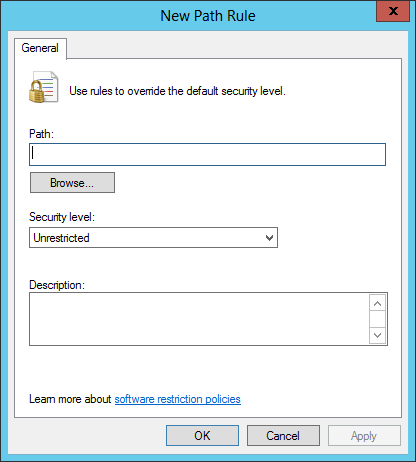 New Path Rule
x
General
Use rules to override the default security level.
Path:
Browse...
Security level:
Unrestricted
Description:
Learn more about software restriction policies
OK Cancel Apply